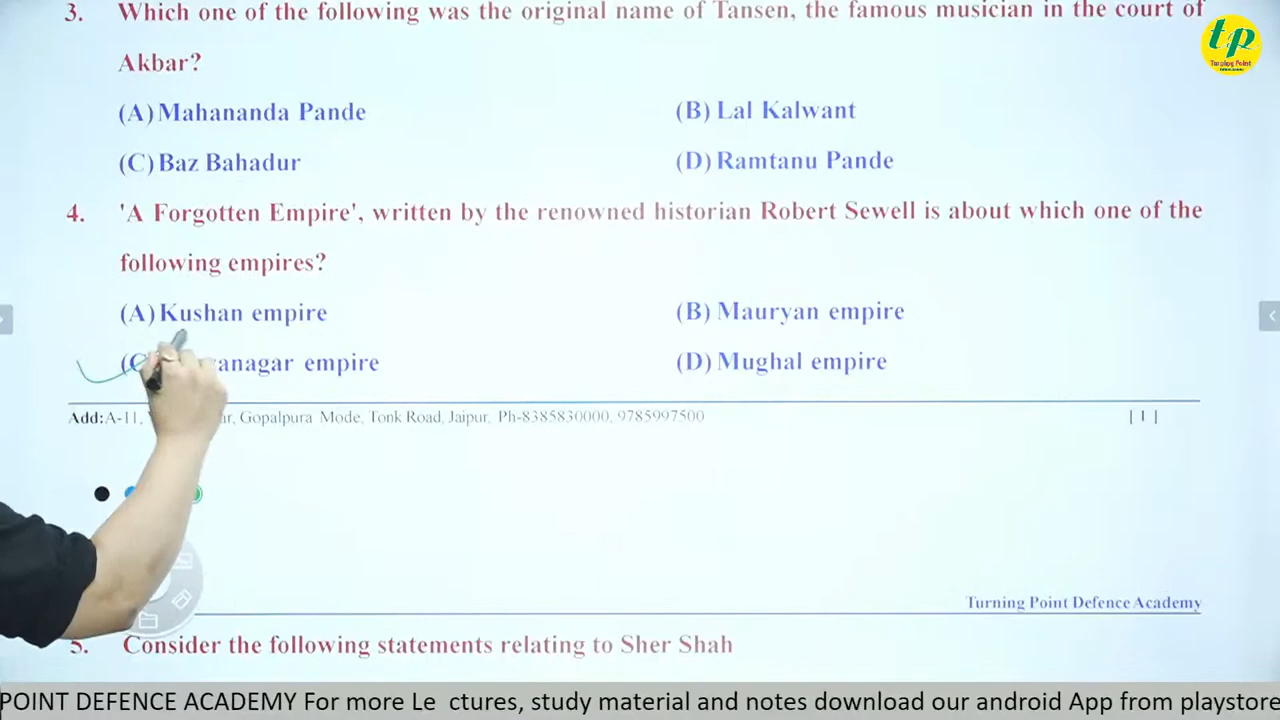 3. Which one of the following was the original name of Tansen, the famous musician in the court of
tp
Turning Point
Akbar?
(A) Mahananda Pande
(B) Lal Kalwant
(C) Baz Bahadur
(D) Ramtanu Pande
4. 'A Forgotten Empire', written by the renowned historian Robert Sewell is about which one of the
following empires?
(A) Kushan empire
(B) Mauryan empire
anagar empire
(D) Mughal empire
Add:A-11, Gopalpura Mode, Tonk Road, Jaipur, Ph-8385830000, 9785997500
[ 1 ]
Turning Point Defence Academy
5. Consider the following statements relating to Sher Shah
POINT DEFENCE ACADEMY For more Le ctures, study material and notes download our android App from playstore